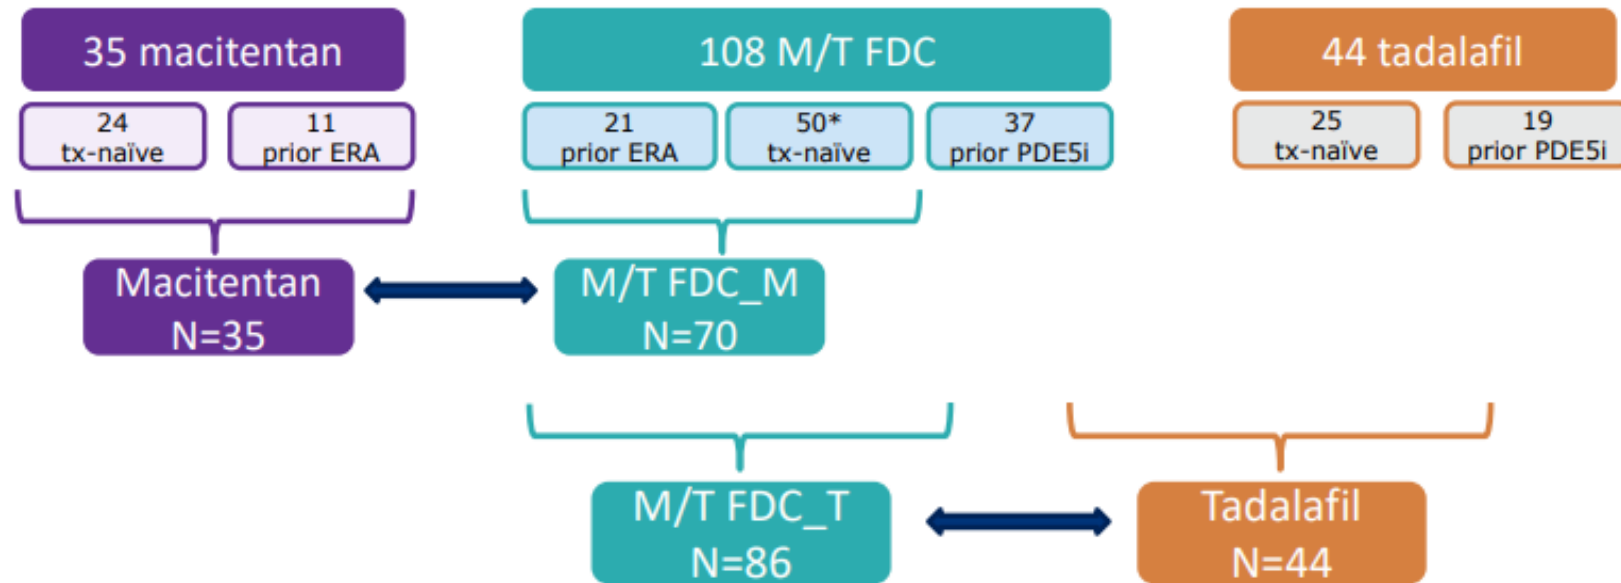 35 macitentan
108 M/T FDC
44 tadalafil
24
tx-naïve
11
prior ERA
21
prior ERA
50*
tx-naïve
37
prior PDE5i
25
tx-naïve
19
prior PDE5i
Macitentan
N=35
M/T FDC_M
N=70
M/T FDC_T
N=86
Tadalafil
N=44